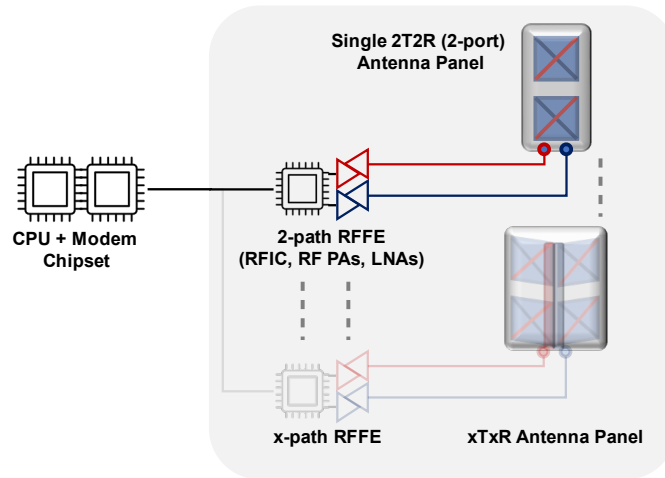 Single 2T2R (2-port)
Antenna Panel
CPU + Modem
Chipset
2-path RFFE
(RFIC, RF PAs, LNAs)
x-path RFFE
xTxR Antenna Panel